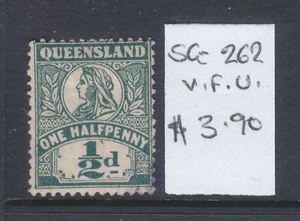 QUEENSLAND
ONE HALFPENNY
½d
SG 262
v.f.u.
$ 3.90